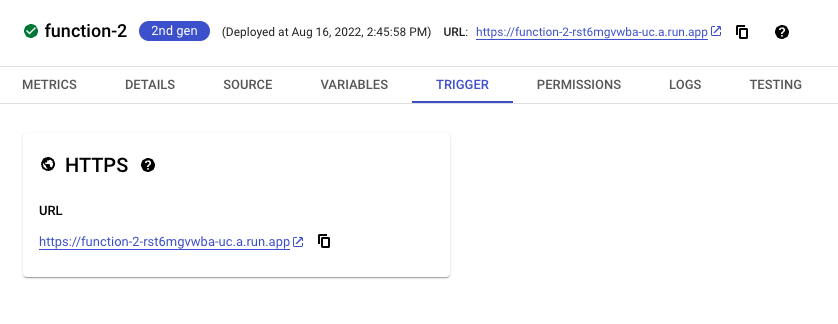 function-2 2nd gen (Deployed at Aug 16, 2022, 2:45:58 PM) URL: https://function-2-rst6mgvwba-uc.a.run.app
METRICS DETAILS SOURCE VARIABLES TRIGGER PERMISSIONS LOGS TESTING
HTTPS
URL
https://function-2-rst6mgvwba-uc.a.run.app